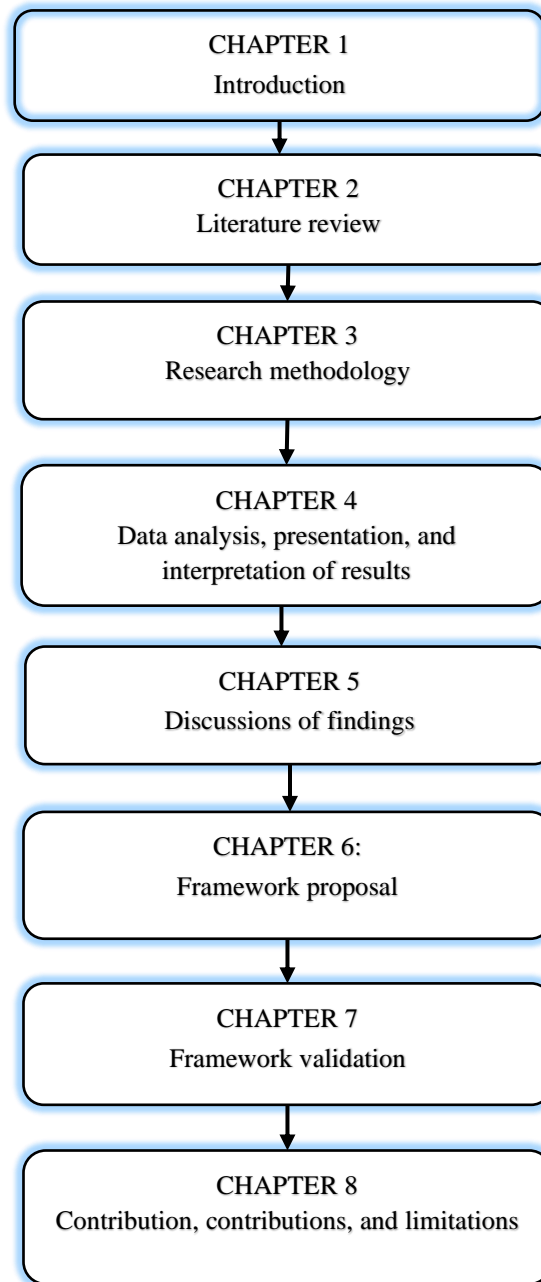 CHAPTER 1
Introduction
CHAPTER 2
Literature review
CHAPTER 3
Research methodology
CHAPTER 4
Data analysis, presentation, and
interpretation of results
CHAPTER 5
Discussions of findings
CHAPTER 6:
Framework proposal
CHAPTER 7
Framework validation
CHAPTER 8
Contribution, contributions, and limitations